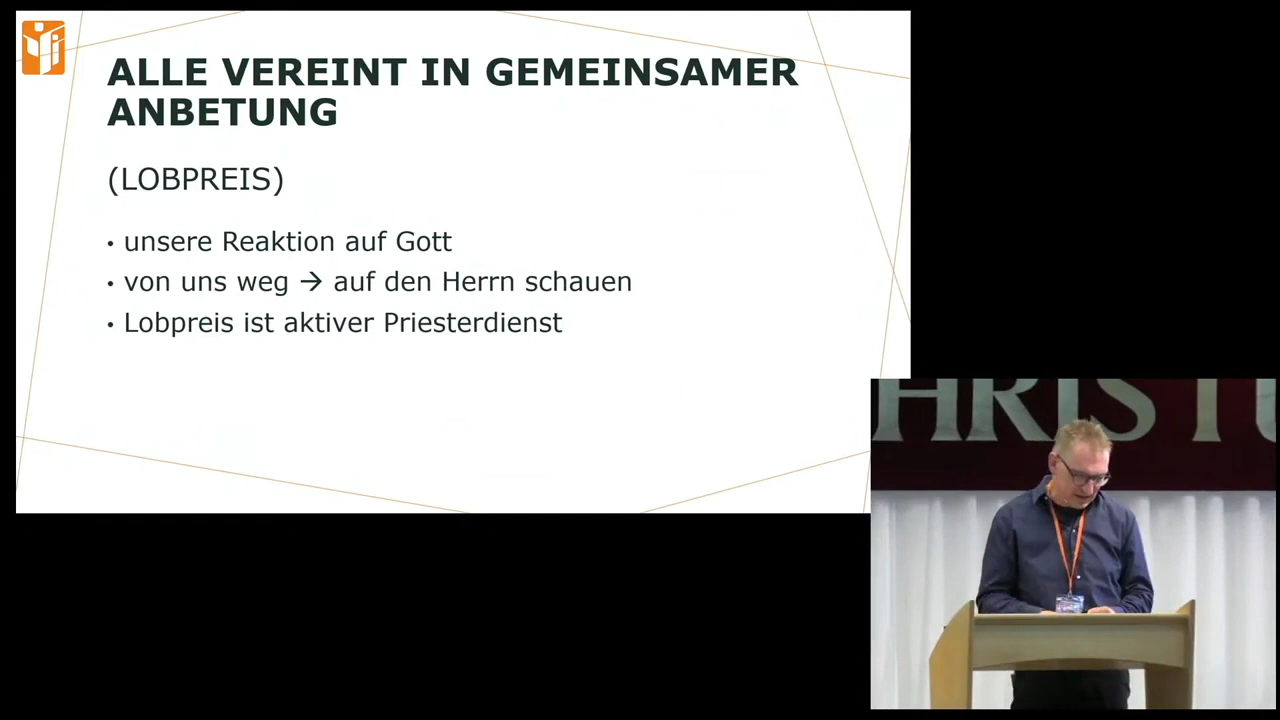 ALLE VEREINT IN GEMEINSAMER
ANBETUNG
(LOBPREIS)
• unsere Reaktion auf Gott
• von uns weg → auf den Herrn schauen
• Lobpreis ist aktiver Priesterdienst
HRISTU